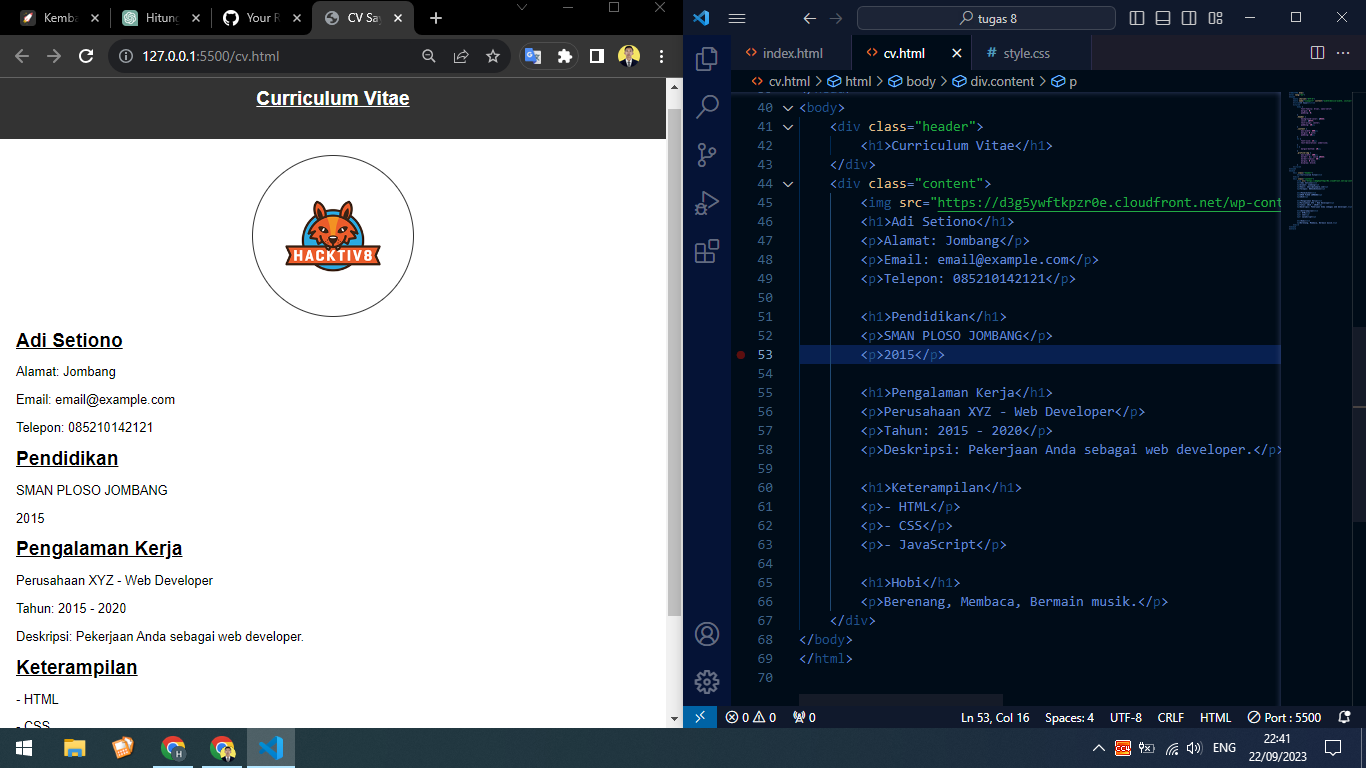 Kemba
Hitung
Your R
CV Sa
127.0.0.1:5500/cv.html
Curriculum Vitae
HACKTIV8
Adi Setiono
Alamat: Jombang
Email: email@example.com
Telepon: 085210142121
Pendidikan
SMAN PLOSO JOMBANG
2015
Pengalaman Kerja
Perusahaan XYZ - Web Developer
Tahun: 2015 - 2020
Deskripsi: Pekerjaan Anda sebagai web developer.
Keterampilan
- HTML
- CSS
tugas 8
index.html
cv.html
style.css
cv.html > html > body > div.content > p
40 <body>
41 <div class="header">
42 <h1>Curriculum Vitae</h1>
43 </div>
44 <div class="content">
45 <img src="https://d3g5ywftkpzr0e.cloudfront.net/wp-cont
46 <h1>Adi Setiono</h1>
47 <p>Alamat: Jombang</p>
48 <p>Email: email@example.com</p>
49 <p>Telepon: 085210142121</p>
50
51 <h1>Pendidikan</h1>
52 <p>SMAN PLOSO JOMBANG</p>
53 <p>2015</p>
54
55 <h1>Pengalaman Kerja</h1>
56 <p>Perusahaan XYZ - Web Developer</p>
57 <p>Tahun: 2015 - 2020</p>
58 <p>Deskripsi: Pekerjaan Anda sebagai web developer.</p>
59
60 <h1>Keterampilan</h1>
61 <p>- HTML</p>
62 <p>- CSS</p>
63 <p>- JavaScript</p>
64
65 <h1>Hobi</h1>
66 <p>Berenang, Membaca, Bermain musik.</p>
67 </div>
68 </body>
69 </html>
70
0 0 0
Ln 53, Col 16
Spaces: 4
UTF-8
CRLF
HTML
Port : 5500
ENG
22:41
22/09/2023